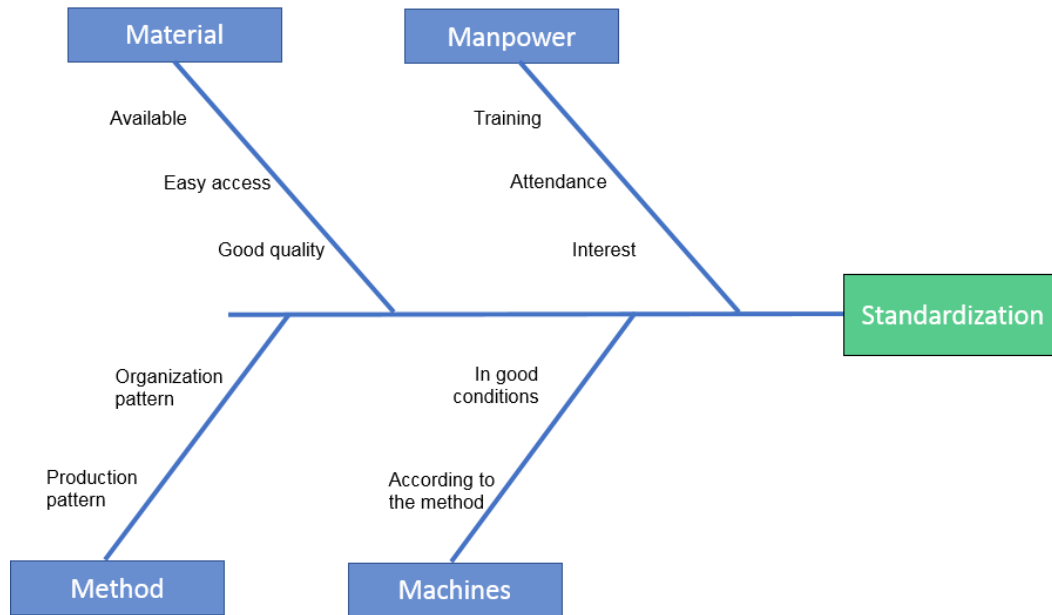 Material
Manpower
Available
Training
Easy access
Attendance
Good quality
Interest
Standardization
Organization
pattern
In good
conditions
Production
pattern
According to
the method
Method
Machines